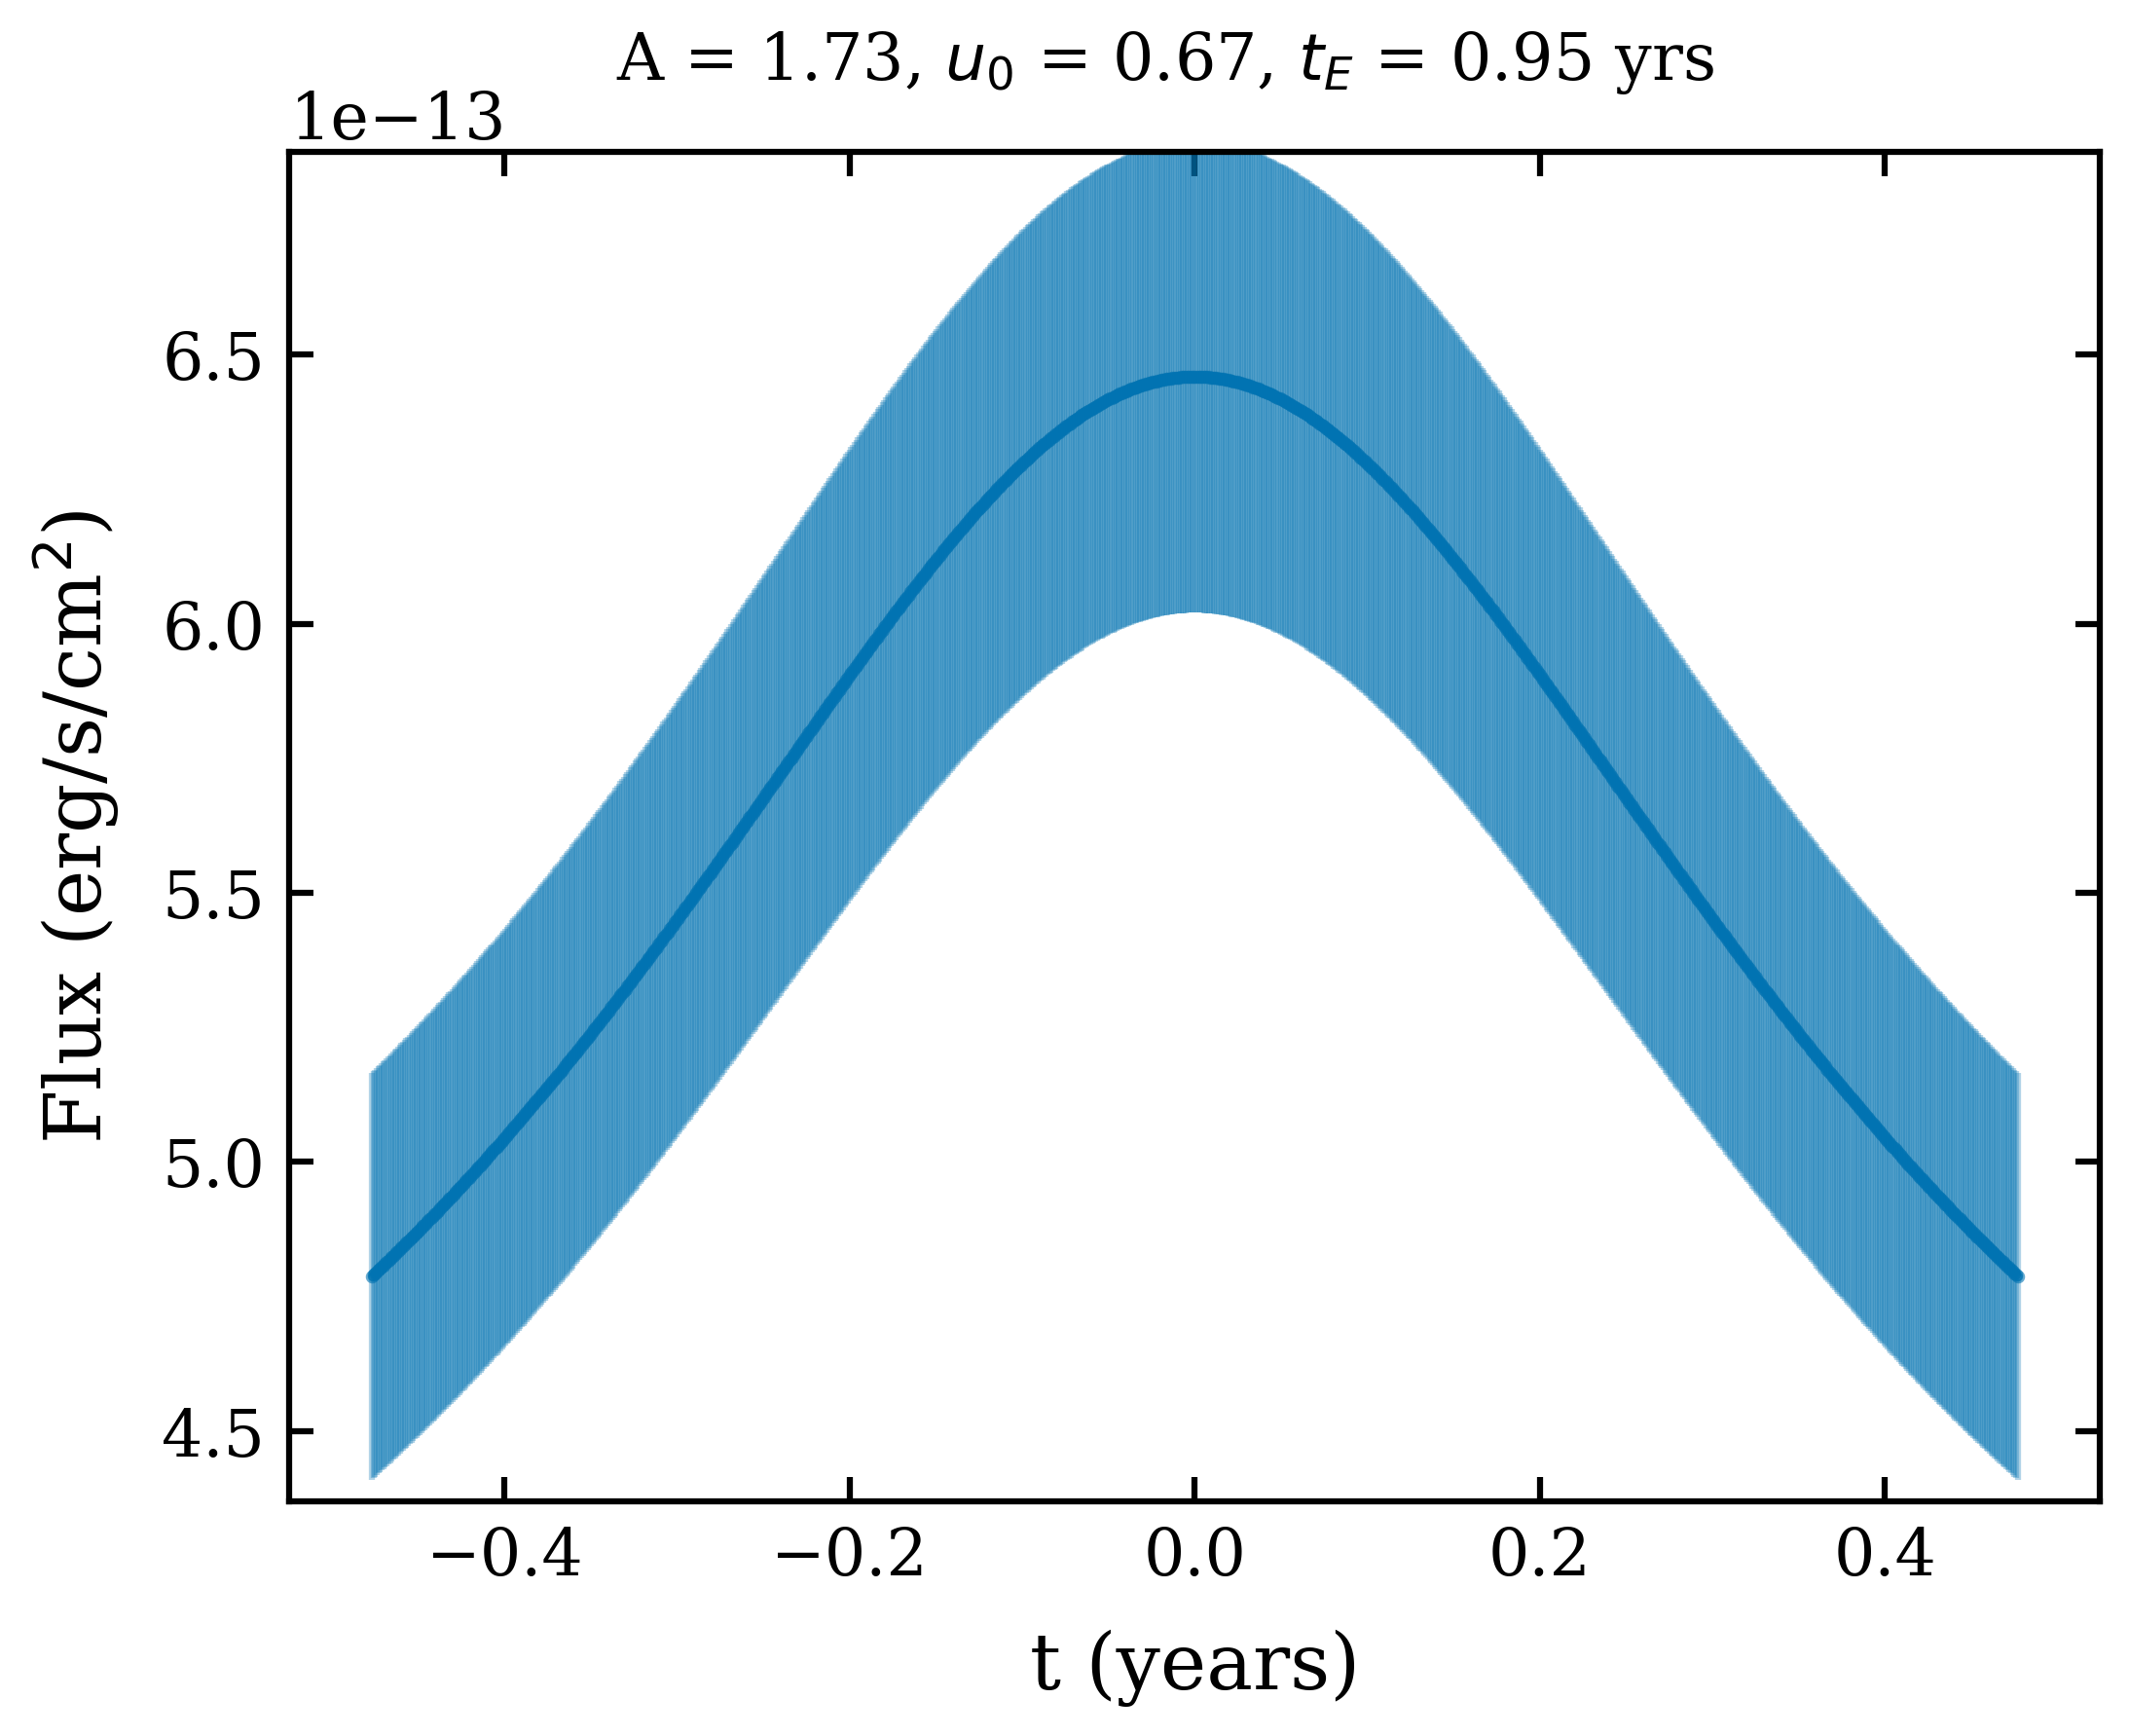 A = 1.73, u₀ = 0.67, t_E = 0.95 yrs
1e−13
Flux (erg/s/cm²)
6.5
6.0
5.5
5.0
4.5
−0.4 −0.2 0.0 0.2 0.4
t (years)